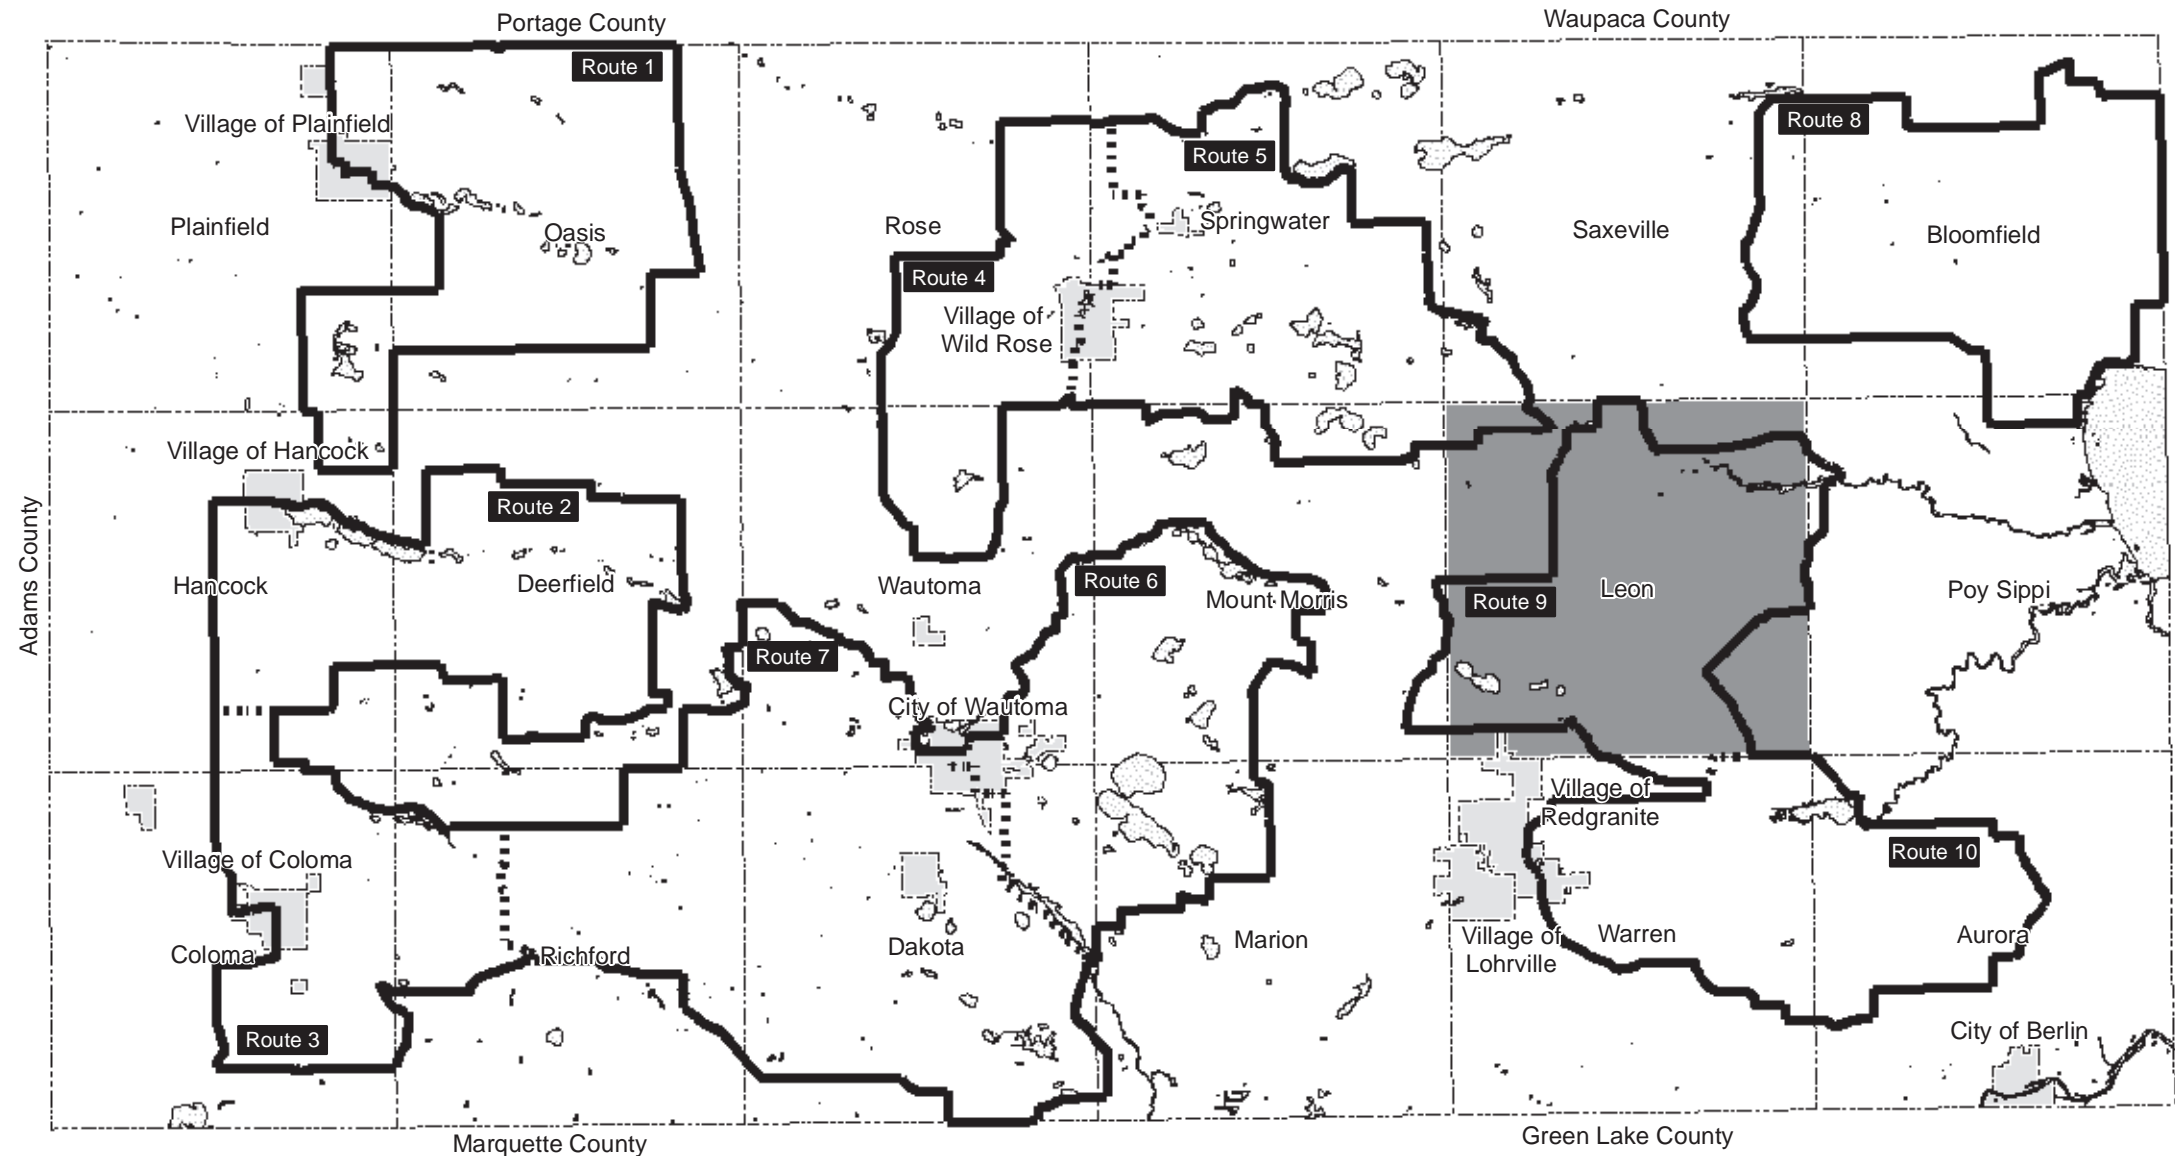 Portage County
Waupaca County
Route 1
Route 8
Village of Plainfield
Route 5
Plainfield
Oasis
Rose
Springwater
Saxeville
Bloomfield
Route 4
Village of
Wild Rose
Village of Hancock
Route 2
Adams County
Hancock
Deerfield
Wautoma
Route 6
Mount Morris
Route 9
Leon
Poy Sippi
Route 7
City of Wautoma
Village of
Redgranite
Village of Coloma
Route 10
Coloma
Richford
Dakota
Marion
Village of
Lohrville
Warren
Aurora
Route 3
City of Berlin
Marquette County
Green Lake County